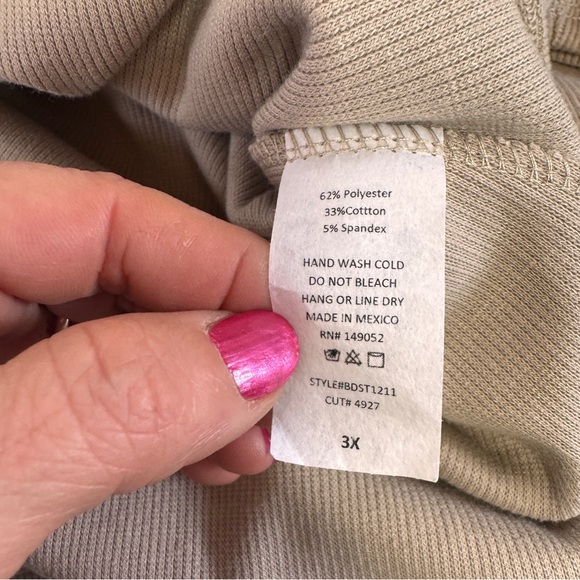 62% Polyester
33%Cottton
5% Spandex
HAND WASH COLD
DO NOT BLEACH
HANG OR LINE DRY
MADE IN MEXICO
RN# 149052
STYLE#BDST1211
CUT# 4927
3X